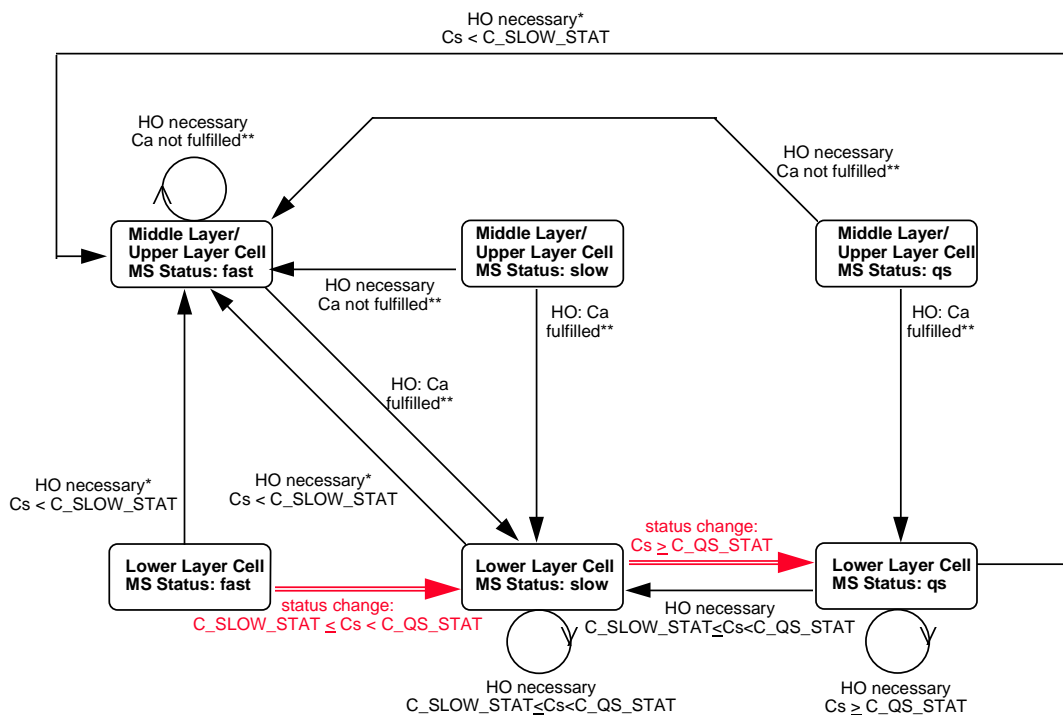 HO necessary*
Cs < C_SLOW_STAT
HO necessary
Ca not fulfilled**
HO necessary
Ca not fulfilled**
Middle Layer/
Upper Layer Cell
MS Status: fast
Middle Layer/
Upper Layer Cell
MS Status: slow
Middle Layer/
Upper Layer Cell
MS Status: qs
HO necessary
Ca not fulfilled**
HO: Ca
fulfilled**
HO: Ca
fulfilled**
HO: Ca
fulfilled**
HO necessary*
Cs < C_SLOW_STAT
HO necessary*
Cs < C_SLOW_STAT
status change:
Cs ≥ C_QS_STAT
Lower Layer Cell
MS Status: fast
Lower Layer Cell
MS Status: slow
Lower Layer Cell
MS Status: qs
status change:
C_SLOW_STAT ≤ Cs < C_QS_STAT
HO necessary
C_SLOW_STAT≤Cs<C_QS_STAT
HO necessary
C_SLOW_STAT≤Cs<C_QS_STAT
HO necessary
Cs ≥ C_QS_STAT